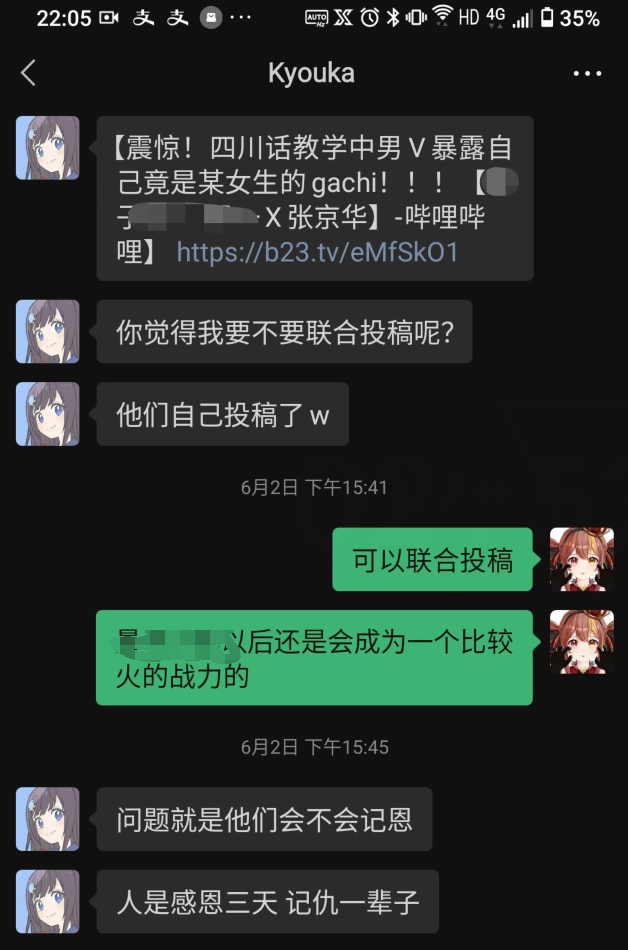 22:05 支 支 ··· AUTO Hz HD 4G 35%
Kyouka
【震惊！四川话教学中男V暴露自
己竟是某女生的gachi！！！【
子 X 张京华】-哔哩哔
哩】 https://b23.tv/eMfSkO1
你觉得我要不要联合投稿呢？
他们自己投稿了w
6月2日 下午15:41
可以联合投稿
以后还是会成为一个比较
火的战力的
6月2日 下午15:45
问题就是他们会不会记恩
人是感恩三天 记仇一辈子